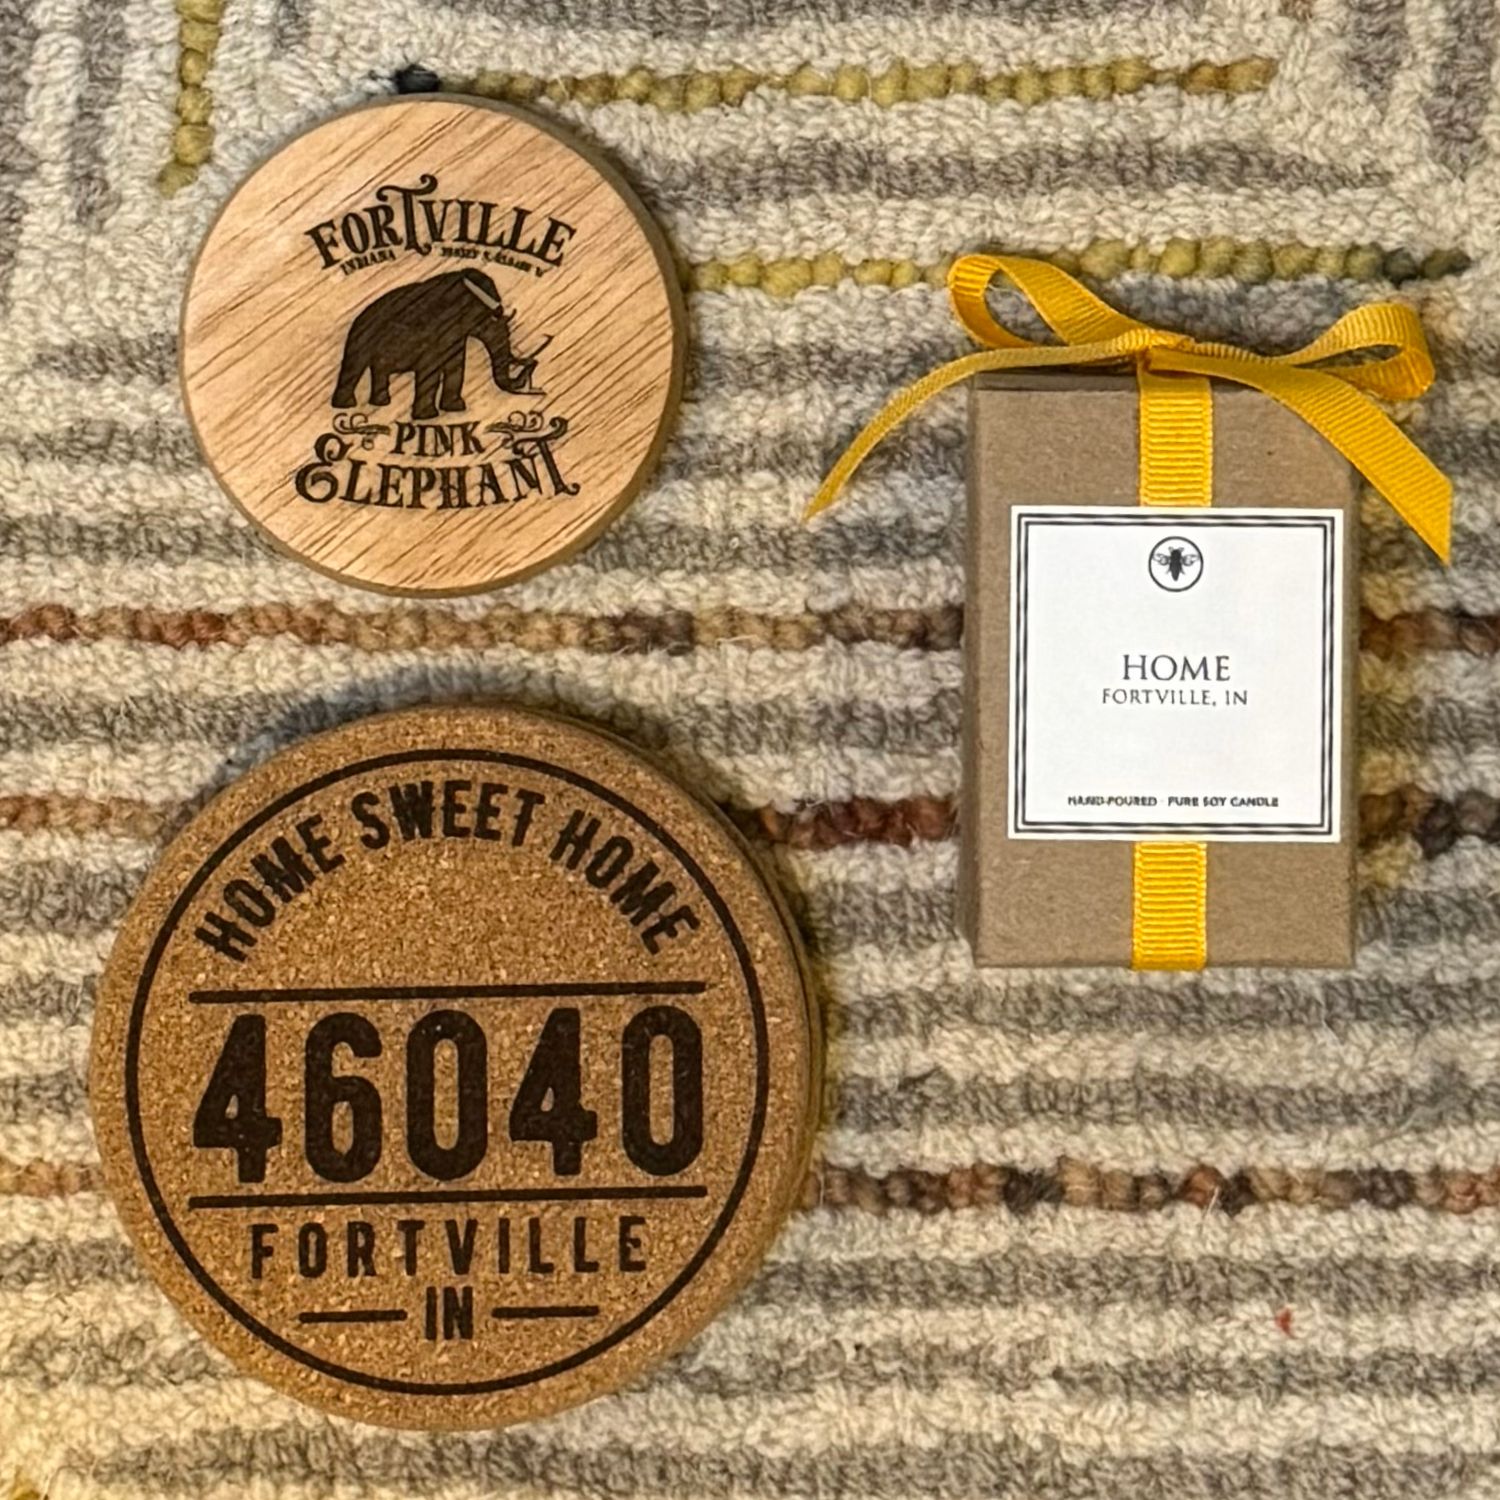 FORTVILLE
INDIANA
PINK
ELEPHANT
HOME
FORTVILLE, IN
HAND-POURED · PURE SOY CANDLE
HOME SWEET HOME
46040
FORTVILLE
IN